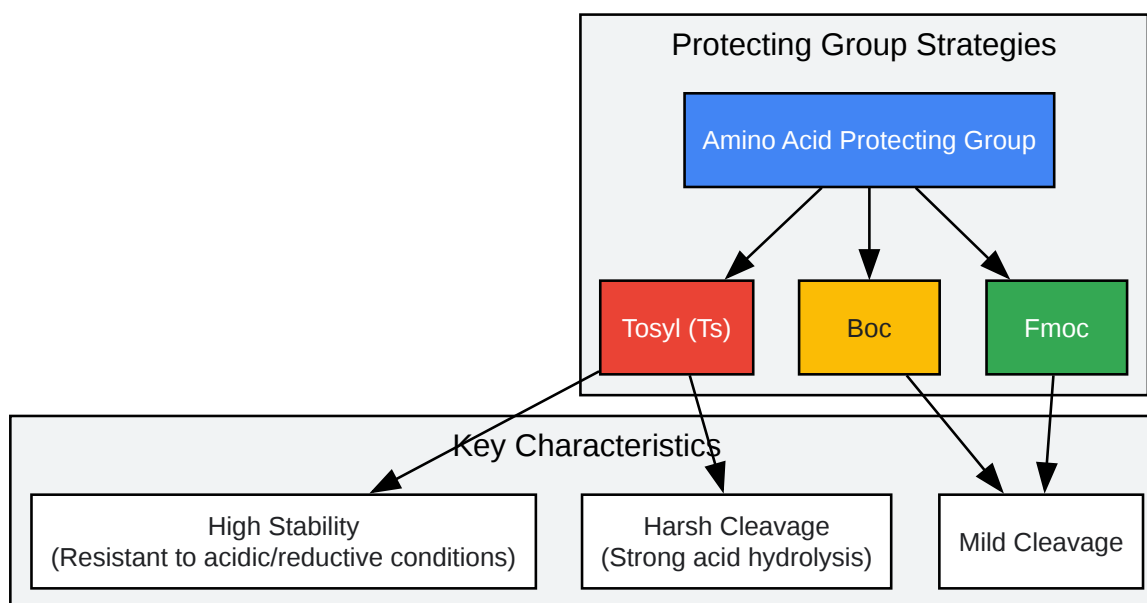 Protecting Group Strategies
Amino Acid Protecting Group
Tosyl (Ts)
Boc
Fmoc
Key Characteristics
High Stability
(Resistant to acidic/reductive conditions)
Harsh Cleavage
(Strong acid hydrolysis)
Mild Cleavage